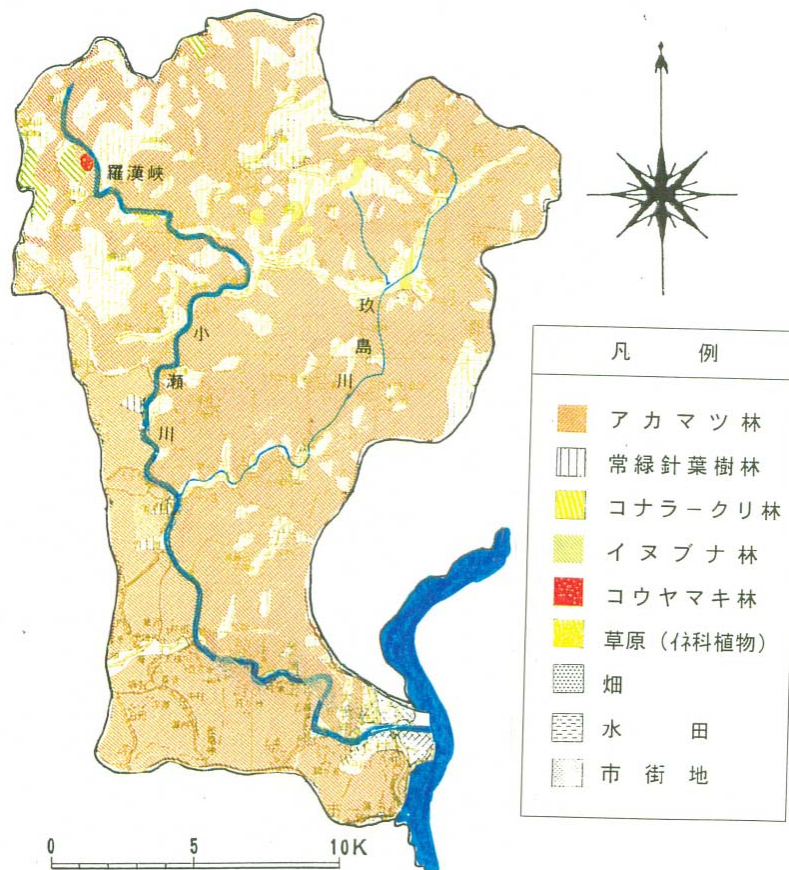 羅漢峡
小瀬川
玖島川
凡 例
アカマツ林
常緑針葉樹林
コナラークリ林
イヌブナ林
コウヤマキ林
草原(イネ科植物)
畑
水 田
市 街 地
0 5 10K